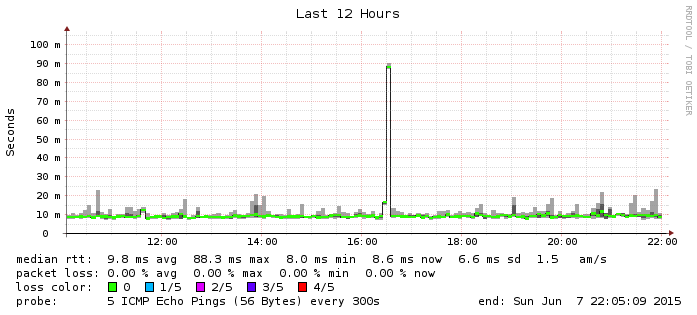 Last 12 Hours
RRDTOOL / TOBI OETIKER
Seconds
100 m
90 m
80 m
70 m
60 m
50 m
40 m
30 m
20 m
10 m
0
12:00 14:00 16:00 18:00 20:00 22:00
median rtt: 9.8 ms avg 88.3 ms max 8.0 ms min 8.6 ms now 6.6 ms sd 1.5 am/s
packet loss: 0.00 % avg 0.00 % max 0.00 % min 0.00 % now
loss color: 0 1/5 2/5 3/5 4/5
probe: 5 ICMP Echo Pings (56 Bytes) every 300s end: Sun Jun 7 22:05:09 2015